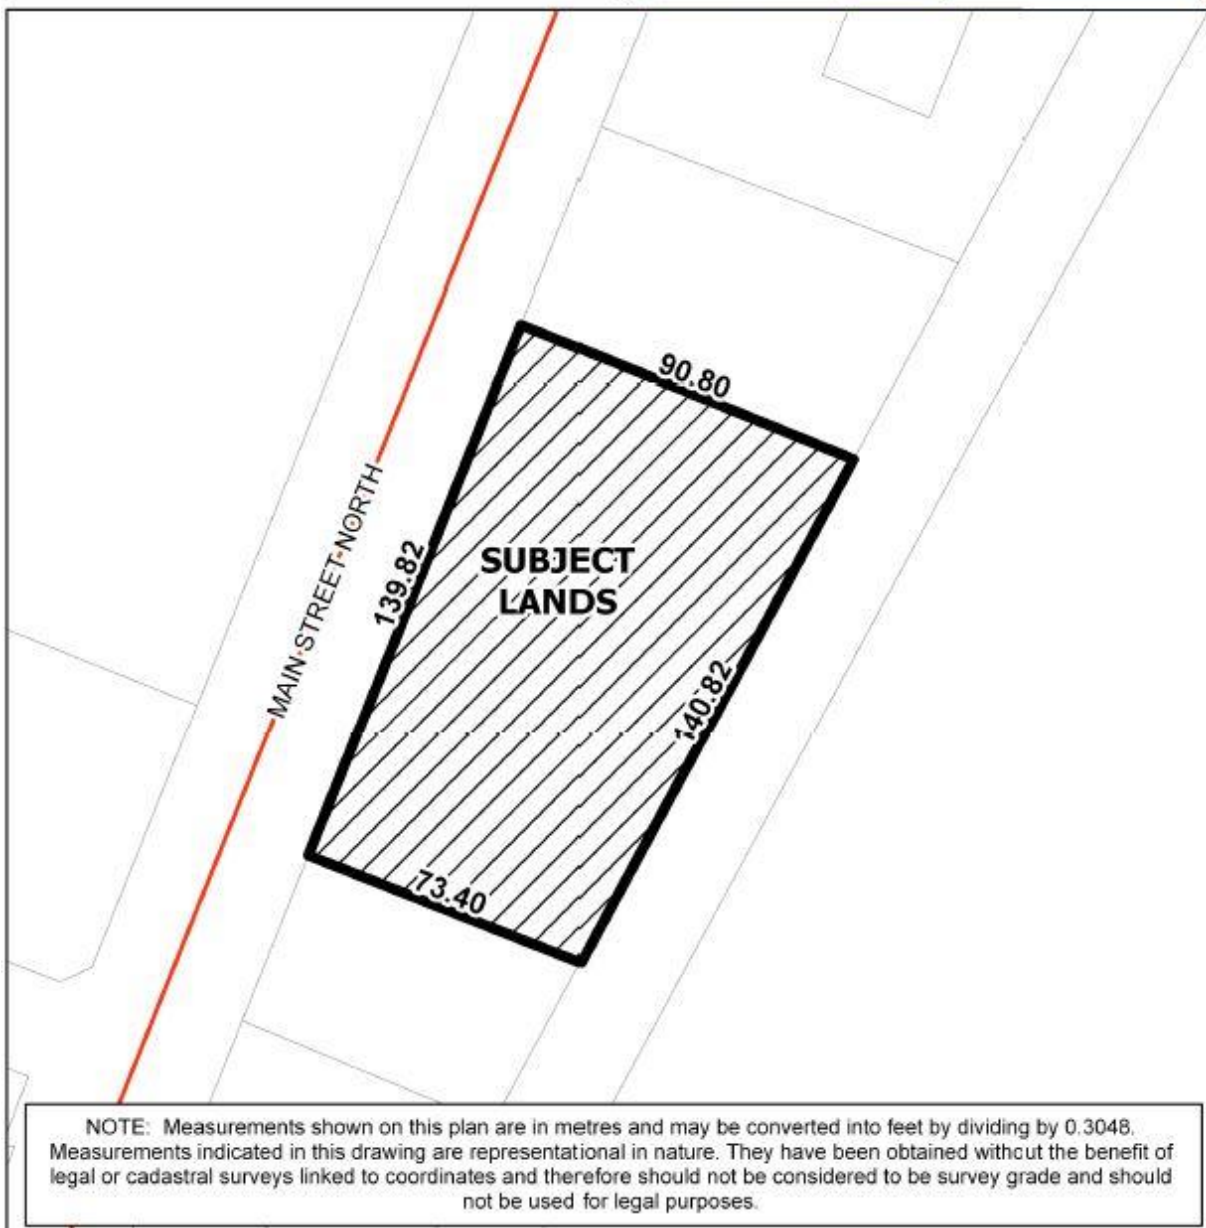 90.80
MAIN STREET NORTH
139.82
SUBJECT
LANDS
140.82
73.40
NOTE: Measurements shown on this plan are in metres and may be converted into feet by dividing by 0.3048.
Measurements indicated in this drawing are representational in nature. They have been obtained without the benefit of
legal or cadastral surveys linked to coordinates and therefore should not be considered to be survey grade and should
not be used for legal purposes.